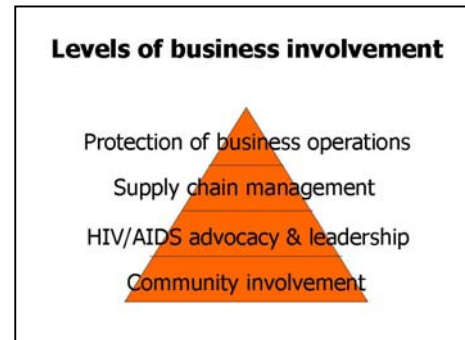 Levels of business involvement
Protection of business operations
Supply chain management
HIV/AIDS advocacy & leadership
Community involvement